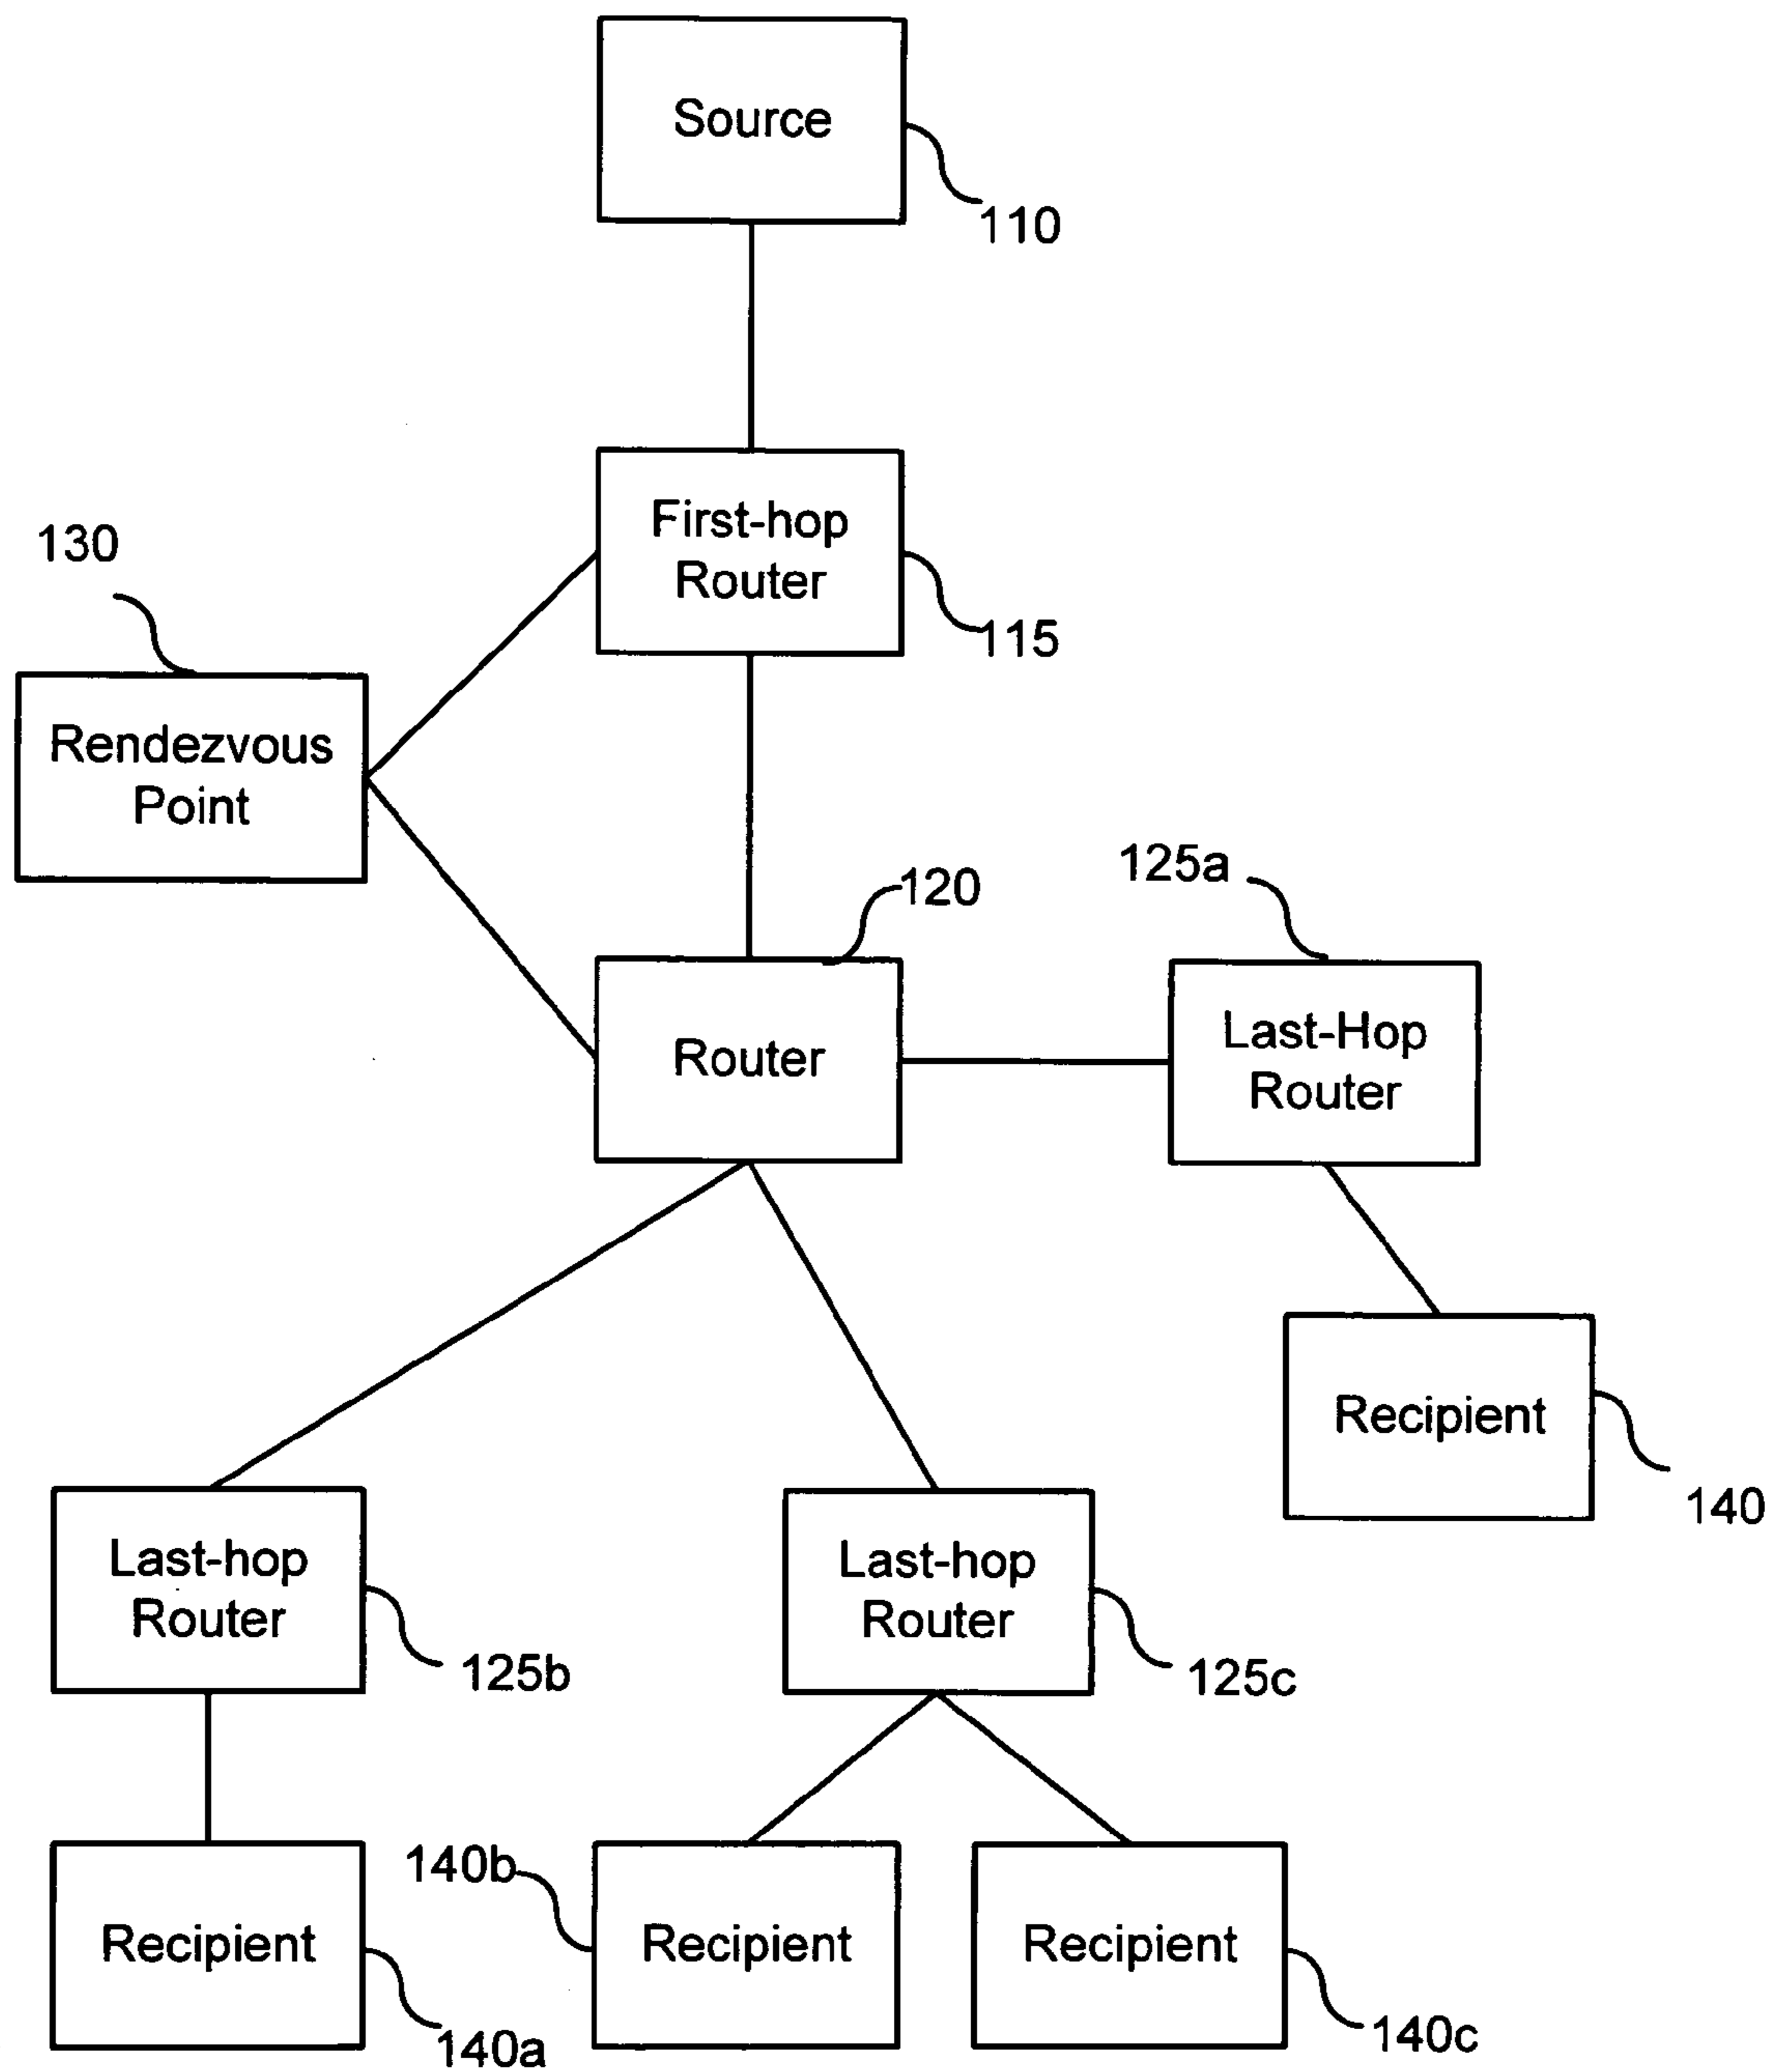 Source
110
First-hop
Router
115
130
Rendezvous
Point
120
125a
Router
Last-Hop
Router
Recipient
140
Last-hop
Router
125b
Last-hop
Router
125c
140b
Recipient
140a
Recipient
Recipient
140c